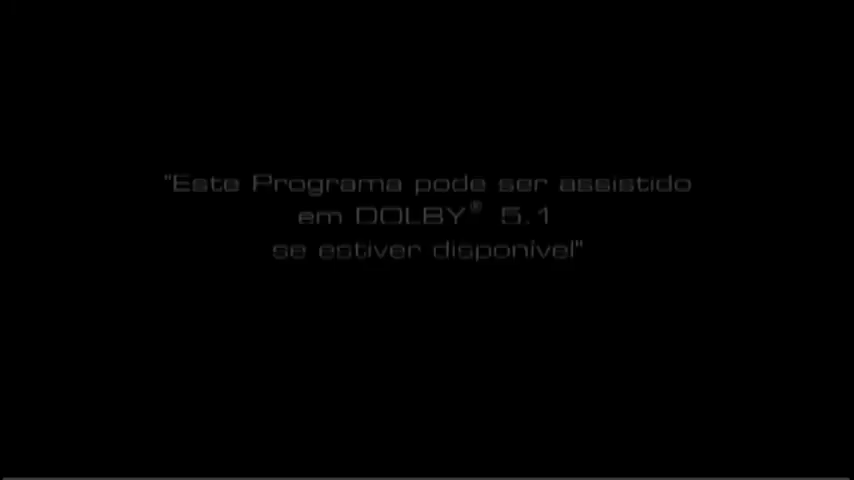 "Este Programa pode ser assistido
em DOLBY® 5.1
se estiver disponível"